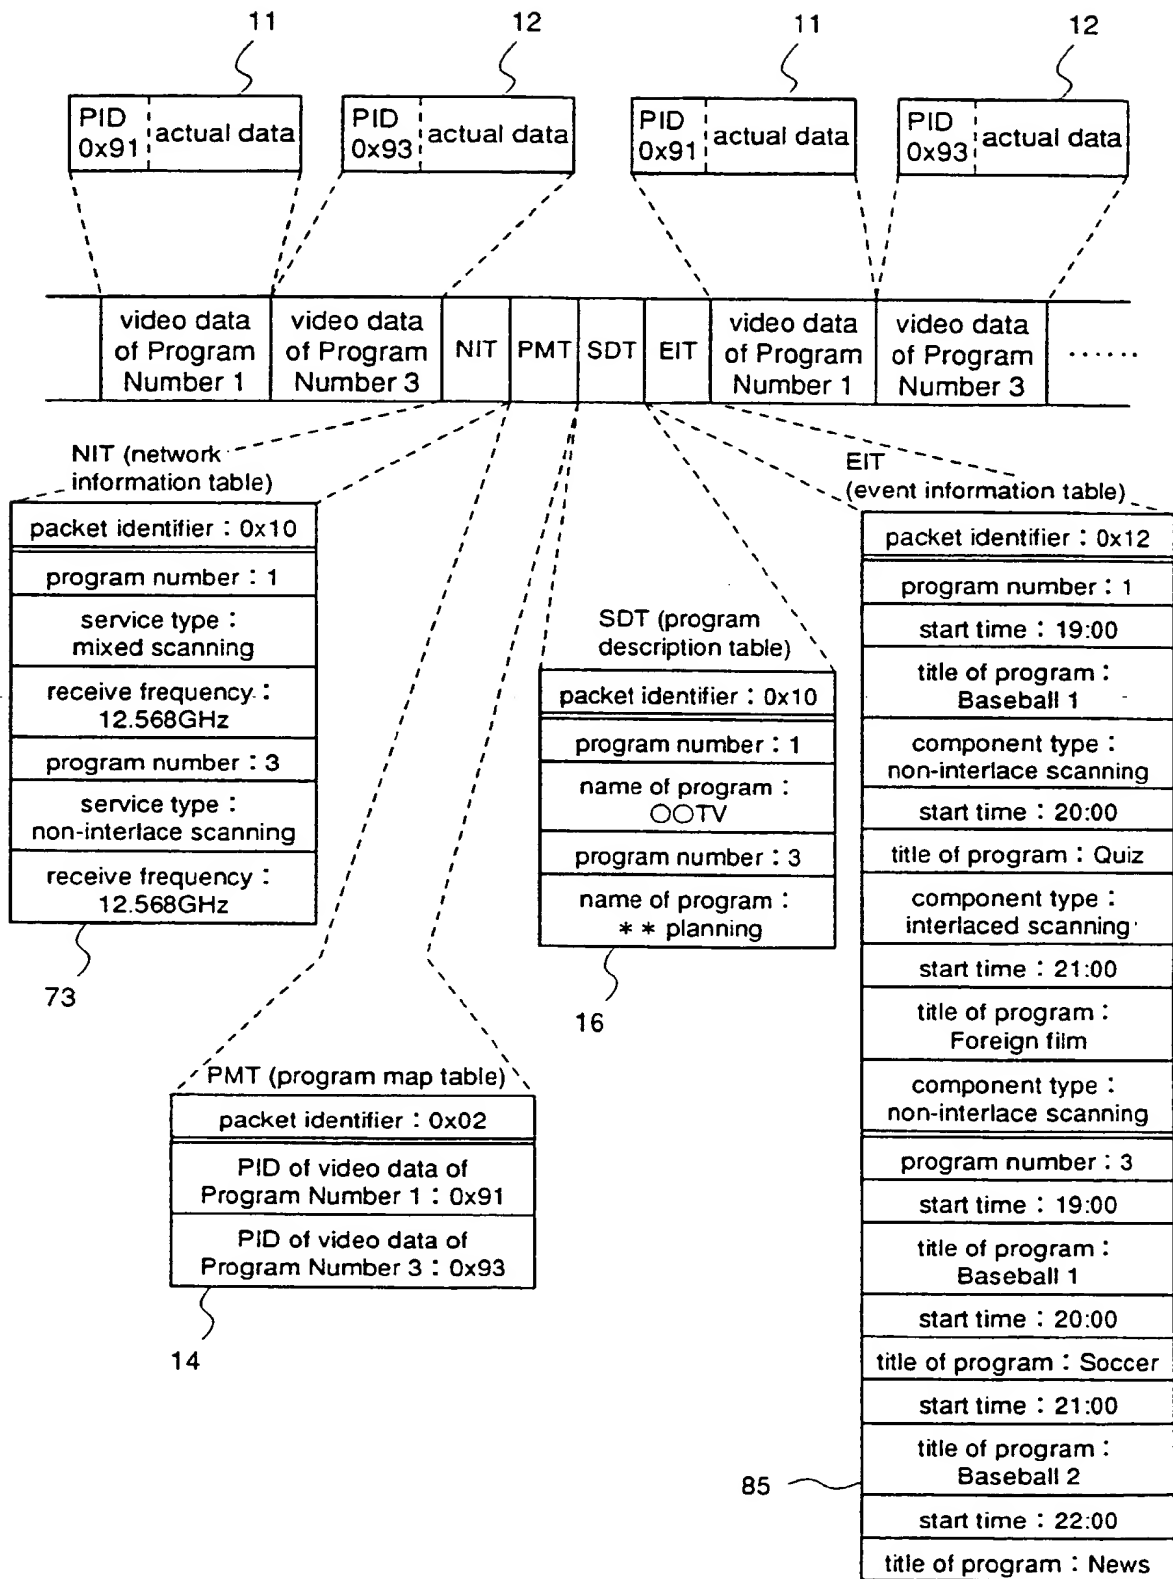 11
12
11
12
PID
0x91
actual data
PID
0x93
actual data
PID
0x91
actual data
PID
0x93
actual data
video data
of Program
Number 1
video data
of Program
Number 3
NIT
PMT
SDT
EIT
video data
of Program
Number 1
video data
of Program
Number 3
······
NIT (network
information table)
packet identifier : 0x10
program number : 1
service type :
mixed scanning
receive frequency :
12.568GHz
program number : 3
service type :
non-interlace scanning
receive frequency :
12.568GHz
73
PMT (program map table)
packet identifier : 0x02
PID of video data of
Program Number 1 : 0x91
PID of video data of
Program Number 3 : 0x93
14
SDT (program
description table)
packet identifier : 0x10
program number : 1
name of program :
○○TV
program number : 3
name of program :
* * planning
16
EIT
(event information table)
packet identifier : 0x12
program number : 1
start time : 19:00
title of program :
Baseball 1
component type :
non-interlace scanning
start time : 20:00
title of program : Quiz
component type :
interlaced scanning
start time : 21:00
title of program :
Foreign film
component type :
non-interlace scanning
program number : 3
start time : 19:00
title of program :
Baseball 1
start time : 20:00
title of program : Soccer
start time : 21:00
title of program :
Baseball 2
start time : 22:00
title of program : News
85